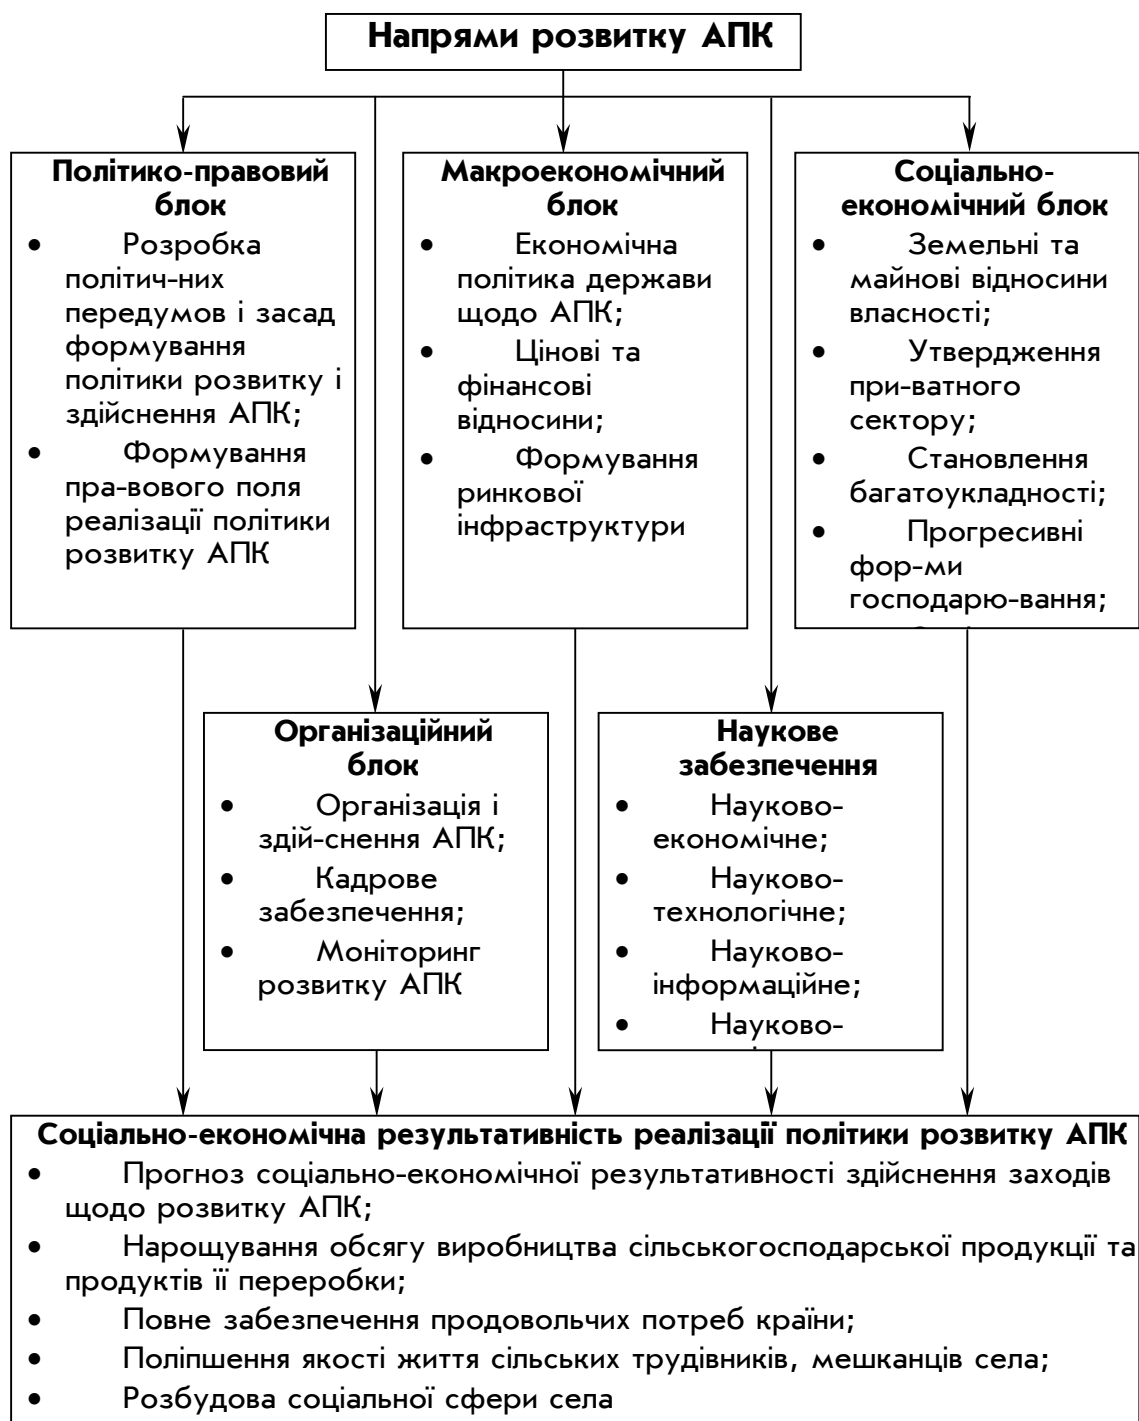 Напрями розвитку АПК
Політико-правовий
блок
• Розробка
політич-них
передумов і засад
формування
політики розвитку і
здійснення АПК;
• Формування
пра-вового поля
реалізації політики
розвитку АПК
Макроекономічний
блок
• Економічна
політика держави
щодо АПК;
• Цінові та
фінансові
відносини;
• Формування
ринкової
інфраструктури
Соціально-
економічний блок
• Земельні та
майнові відносини
власності;
• Утвердження
при-ватного
сектору;
• Становлення
багатоукладності;
• Прогресивні
фор-ми
господарю-вання;
Організаційний
блок
• Організація і
здій-снення АПК;
• Кадрове
забезпечення;
• Моніторинг
розвитку АПК
Наукове
забезпечення
• Науково-
економічне;
• Науково-
технологічне;
• Науково-
інформаційне;
• Науково-
Соціально-економічна результативність реалізації політики розвитку АПК
• Прогноз соціально-економічної результативності здійснення заходів
щодо розвитку АПК;
• Нарощування обсягу виробництва сільськогосподарської продукції та
продуктів її переробки;
• Повне забезпечення продовольчих потреб країни;
• Поліпшення якості життя сільських трудівників, мешканців села;
• Розбудова соціальної сфери села